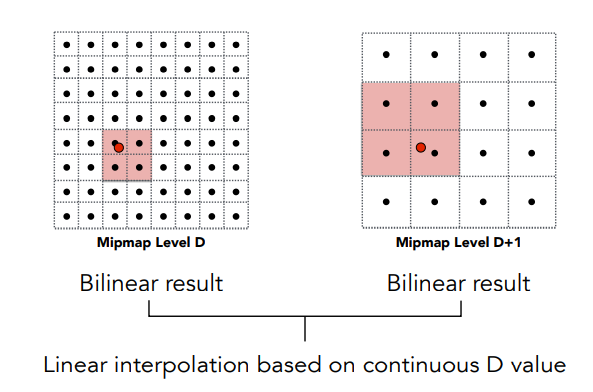 Mipmap Level D
Mipmap Level D+1
Bilinear result
Bilinear result
Linear interpolation based on continuous D value